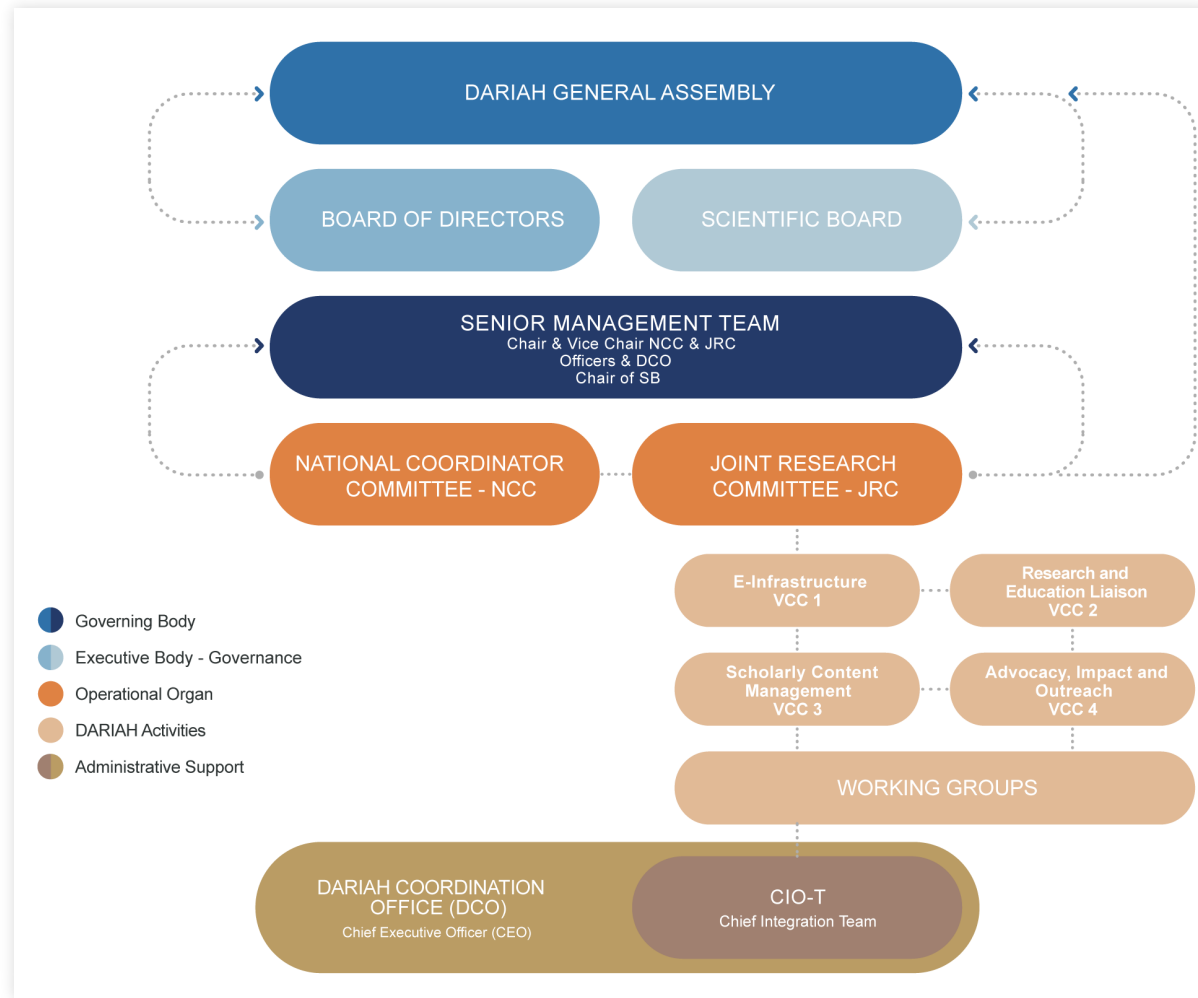 DARIAH GENERAL ASSEMBLY
BOARD OF DIRECTORS
SCIENTIFIC BOARD
SENIOR MANAGEMENT TEAM
Chair & Vice Chair NCC & JRC
Officers & DCO
Chair of SB
NATIONAL COORDINATOR
COMMITTEE - NCC
JOINT RESEARCH
COMMITTEE - JRC
E-Infrastructure
VCC 1
Research and
Education Liaison
VCC 2
Scholarly Content
Management
VCC 3
Advocacy, Impact and
Outreach
VCC 4
WORKING GROUPS
Governing Body
Executive Body - Governance
Operational Organ
DARIAH Activities
Administrative Support
DARIAH COORDINATION
OFFICE (DCO)
Chief Executive Officer (CEO)
CIO-T
Chief Integration Team